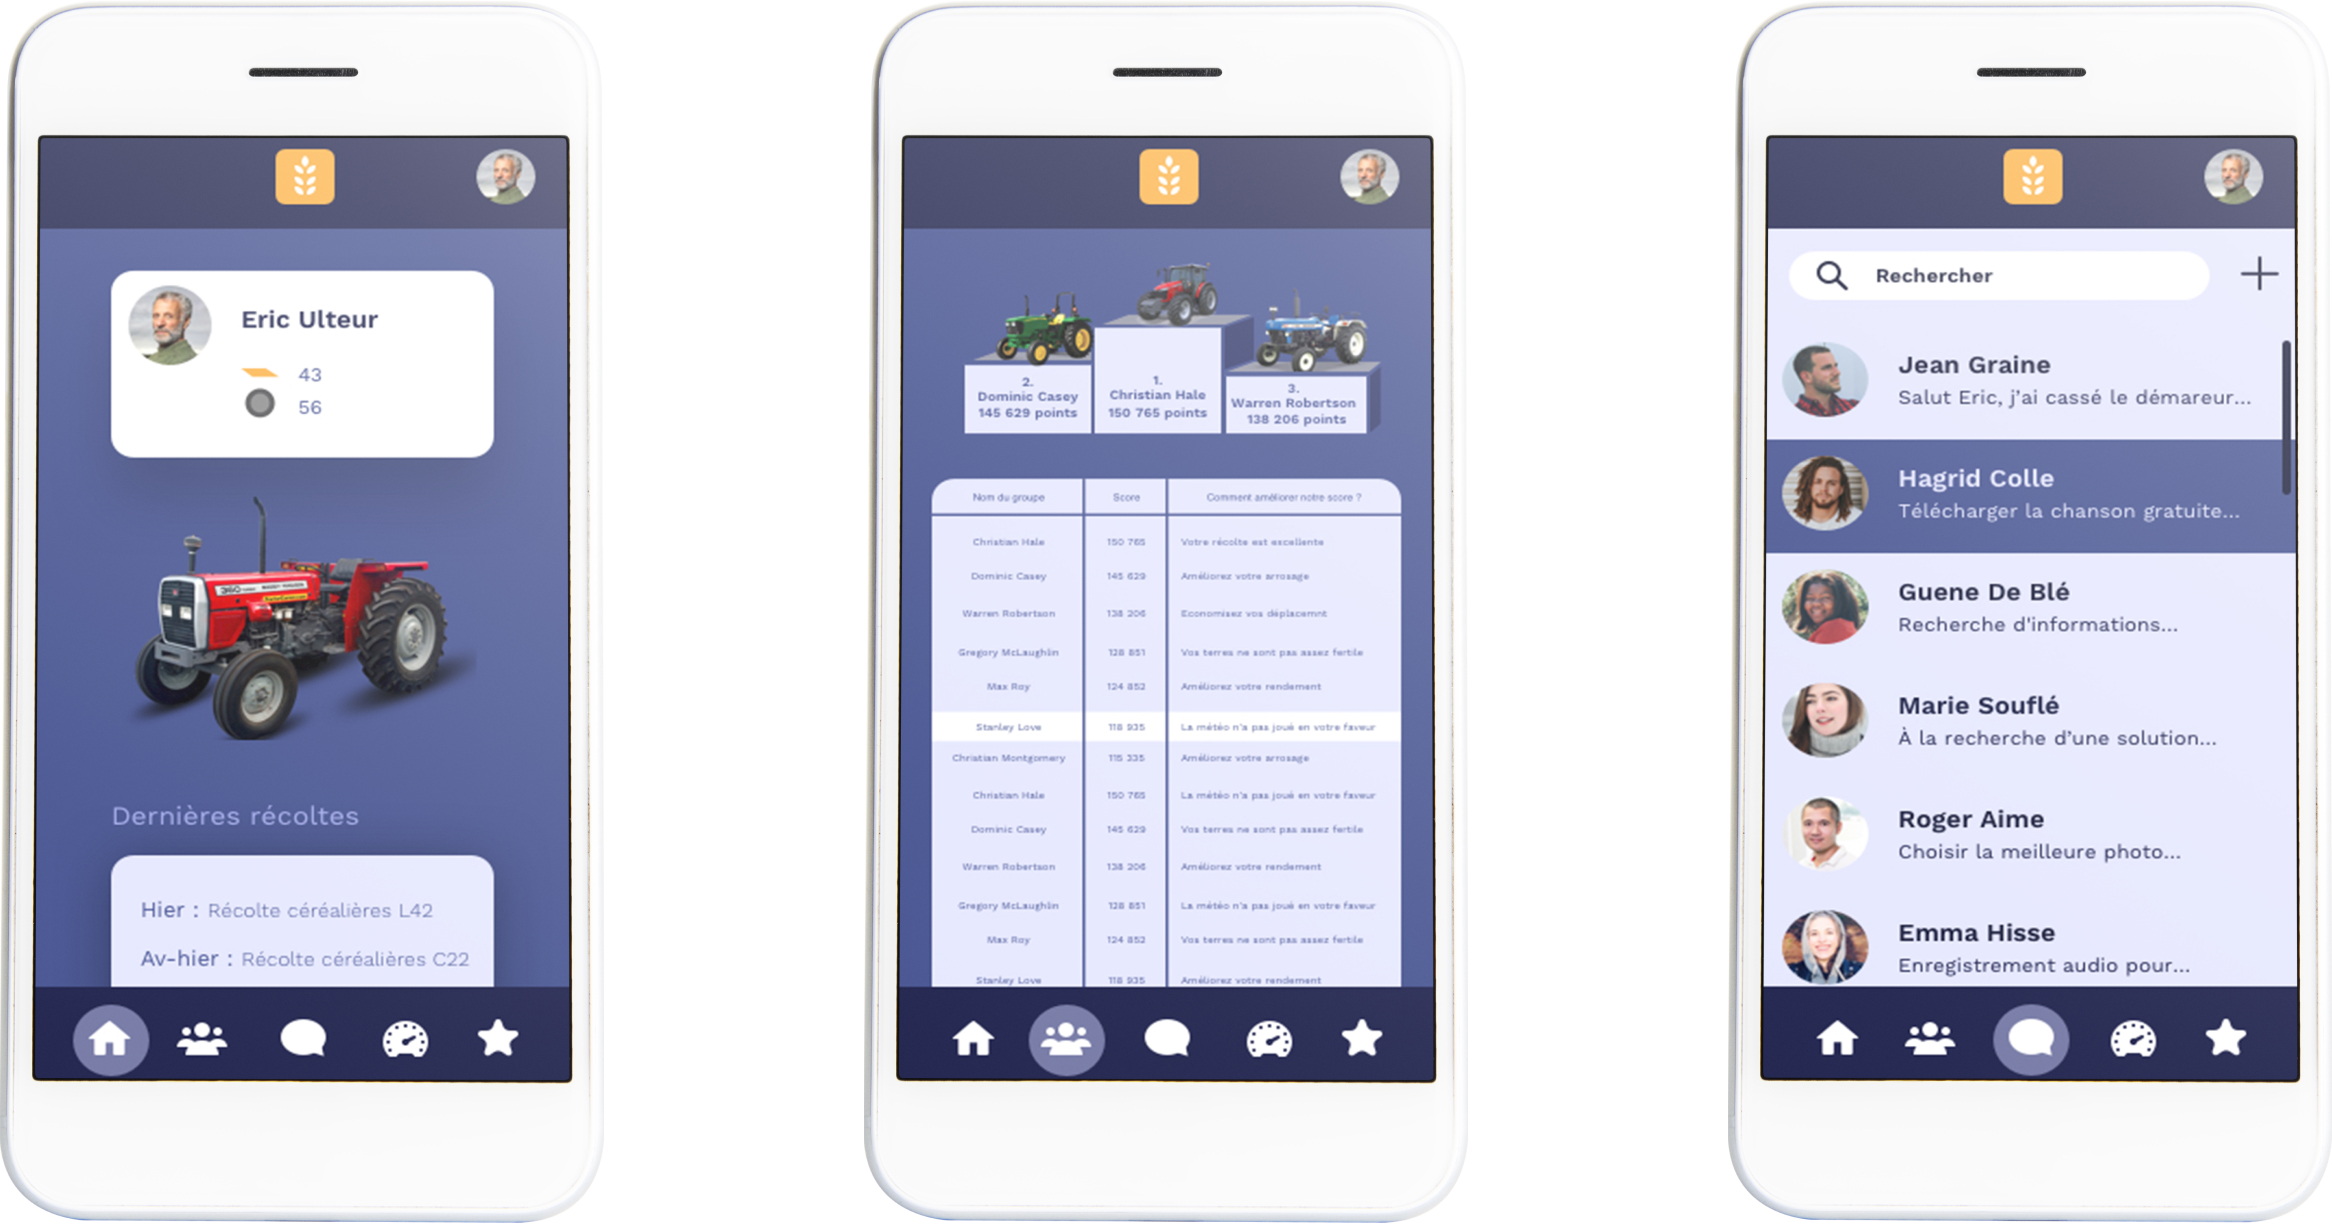 Eric Ulteur
43
56
360
Dernières récoltes
Hier : Récolte céréalières L42
Av-hier : Récolte céréalières C22
1.
Christian Hale
150 765 points
2.
Dominic Casey
145 629 points
3.
Warren Robertson
138 206 points
Nom du groupe Score Comment améliorer notre score ?
Christian Hale 150 765 Votre récolte est excellente
Dominic Casey 145 629 Améliorez votre arrosage
Warren Robertson 138 206 Economisez vos déplacemnt
Gregory McLaughlin 128 851 Vos terres ne sont pas assez fertile
Max Roy 124 852 Améliorez votre rendement
Stanley Love 118 935 La météo n'a pas joué en votre faveur
Christian Montgomery 115 335 Améliorez votre arrosage
Christian Hale 150 765 La météo n'a pas joué en votre faveur
Dominic Casey 145 629 Vos terres ne sont pas assez fertile
Warren Robertson 138 206 Améliorez votre rendement
Gregory McLaughlin 128 851 La météo n'a pas joué en votre faveur
Max Roy 124 852 Vos terres ne sont pas assez fertile
Stanley Love 118 935 Améliorez votre rendement
Rechercher
Jean Graine
Salut Eric, j'ai cassé le démareur...
Hagrid Colle
Télécharger la chanson gratuite...
Guene De Blé
Recherche d'informations...
Marie Souflé
À la recherche d'une solution...
Roger Aime
Choisir la meilleure photo...
Emma Hisse
Enregistrement audio pour...